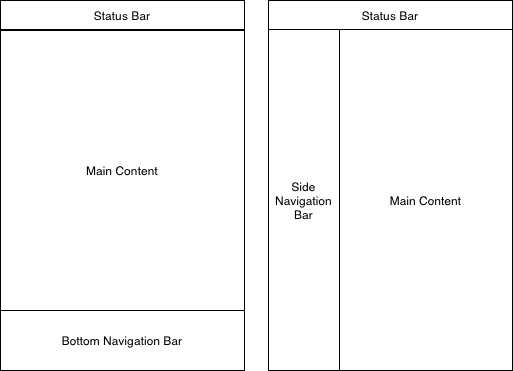 Status Bar
Main Content
Bottom Navigation Bar
Status Bar
Side
Navigation
Bar
Main Content